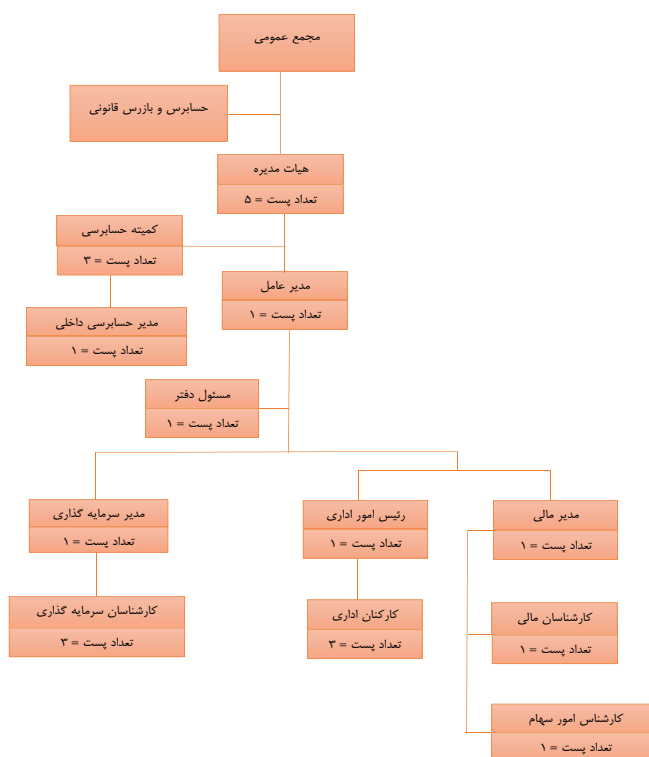 مجمع عمومی
حسابرس و بازرس قانونی
هیات مدیره
تعداد پست = ۵
کمیته حسابرسی
تعداد پست = ۳
مدیر عامل
تعداد پست = ۱
مدیر حسابرسی داخلی
تعداد پست = ۱
مسئول دفتر
تعداد پست = ۱
مدیر مالی
تعداد پست = ۱
رئیس امور اداری
تعداد پست = ۱
مدیر سرمایه گذاری
تعداد پست = ۱
کارشناسان مالی
تعداد پست = ۱
کارکنان اداری
تعداد پست = ۳
کارشناسان سرمایه گذاری
تعداد پست = ۳
کارشناس امور سهام
تعداد پست = ۱